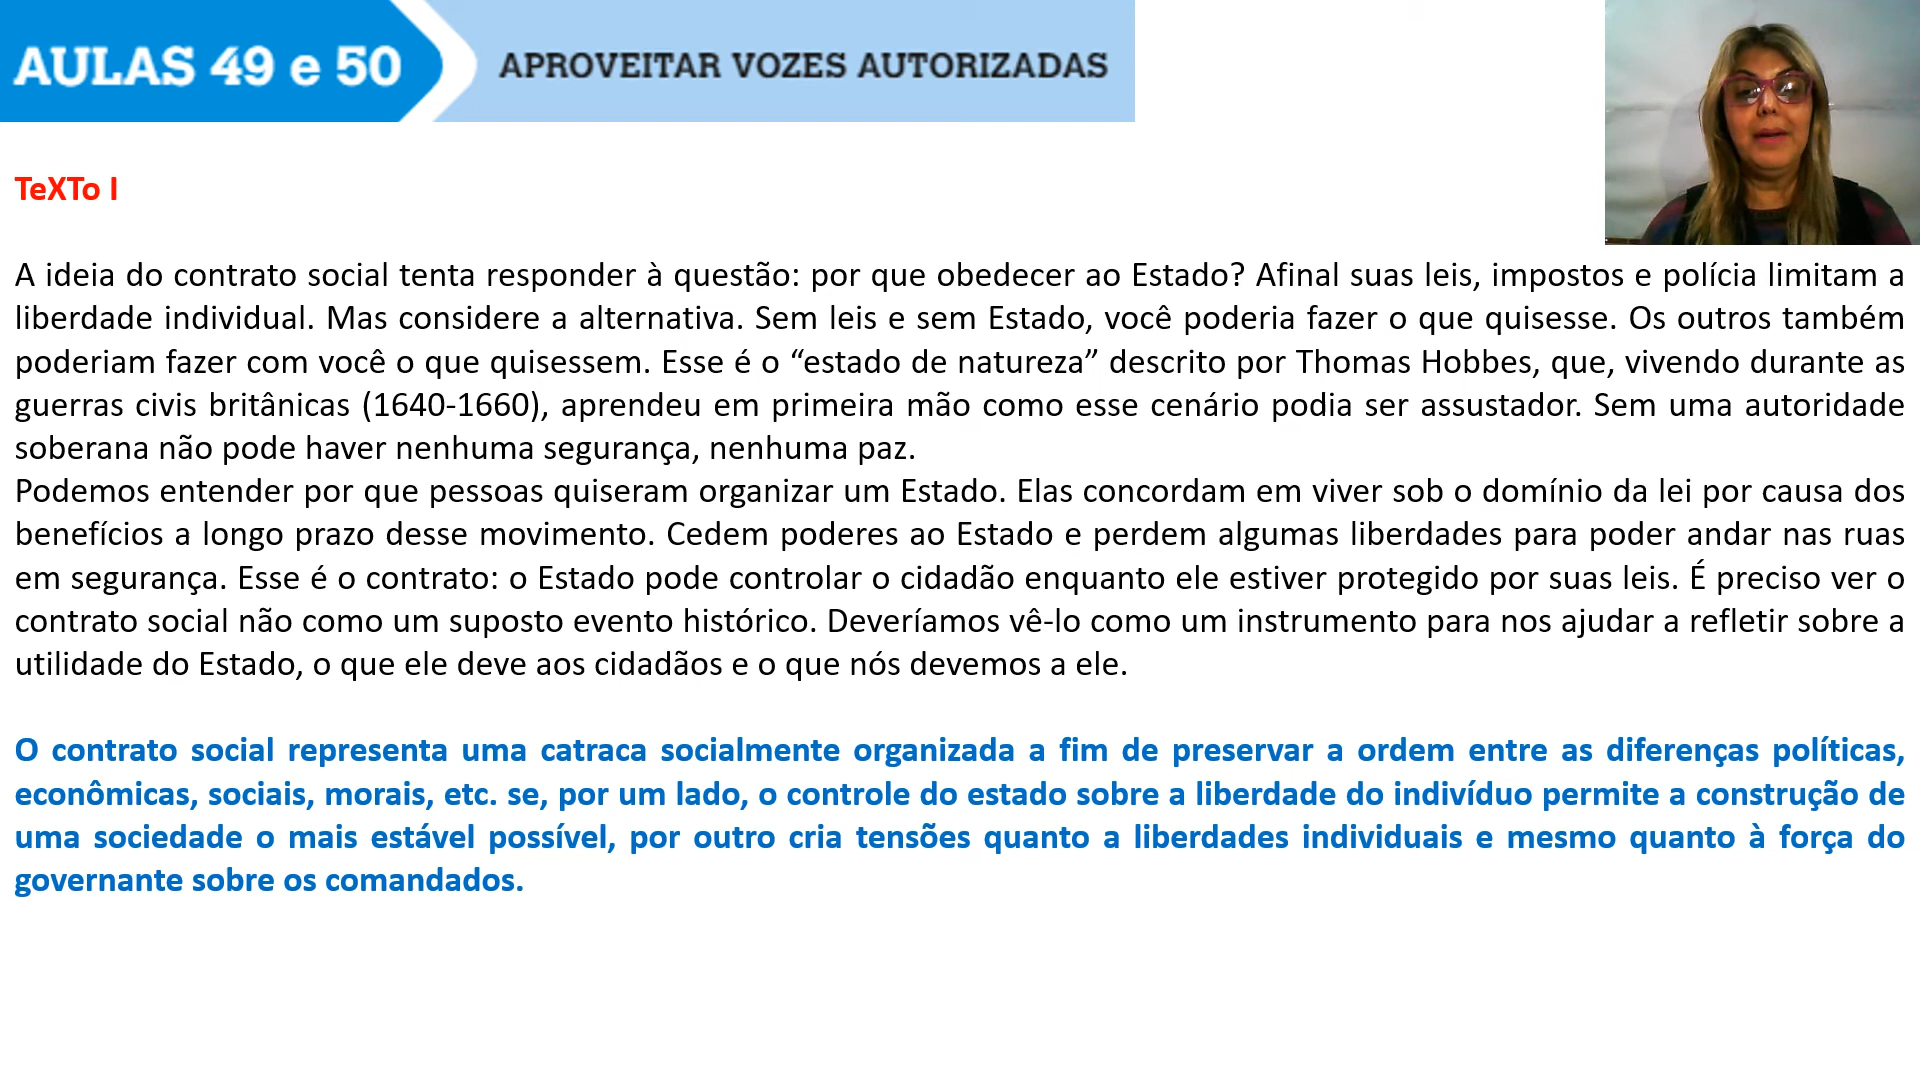 AULAS 49 e 50
APROVEITAR VOZES AUTORIZADAS
TeXTo I
A ideia do contrato social tenta responder à questão: por que obedecer ao Estado? Afinal suas leis, impostos e polícia limitam a
liberdade individual. Mas considere a alternativa. Sem leis e sem Estado, você poderia fazer o que quisesse. Os outros também
poderiam fazer com você o que quisessem. Esse é o “estado de natureza” descrito por Thomas Hobbes, que, vivendo durante as
guerras civis britânicas (1640-1660), aprendeu em primeira mão como esse cenário podia ser assustador. Sem uma autoridade
soberana não pode haver nenhuma segurança, nenhuma paz.
Podemos entender por que pessoas quiseram organizar um Estado. Elas concordam em viver sob o domínio da lei por causa dos
benefícios a longo prazo desse movimento. Cedem poderes ao Estado e perdem algumas liberdades para poder andar nas ruas
em segurança. Esse é o contrato: o Estado pode controlar o cidadão enquanto ele estiver protegido por suas leis. É preciso ver o
contrato social não como um suposto evento histórico. Deveríamos vê-lo como um instrumento para nos ajudar a refletir sobre a
utilidade do Estado, o que ele deve aos cidadãos e o que nós devemos a ele.
O contrato social representa uma catraca socialmente organizada a fim de preservar a ordem entre as diferenças políticas,
econômicas, sociais, morais, etc. se, por um lado, o controle do estado sobre a liberdade do indivíduo permite a construção de
uma sociedade o mais estável possível, por outro cria tensões quanto a liberdades individuais e mesmo quanto à força do
governante sobre os comandados.